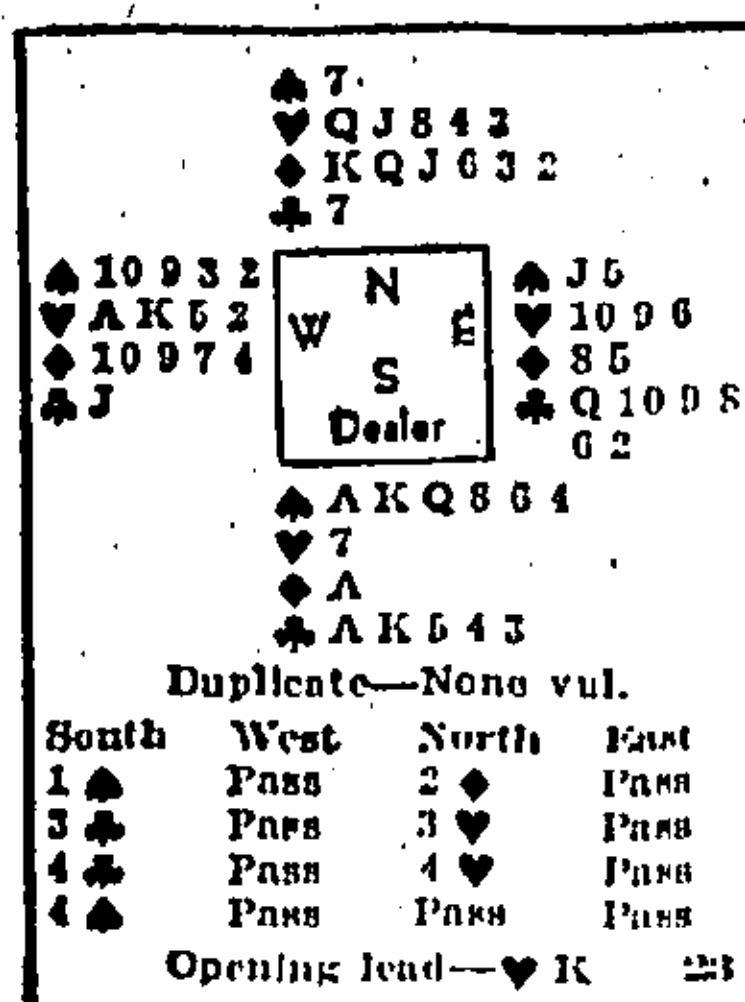 ♠ 7
♥ Q J 8 4 3
♦ K Q J 6 3 2
♣ 7
♠ 10 9 3 2
♥ A K 5 2
♦ 10 9 7 4
♣ J
N
W E
S
Dealer
♠ J 5
♥ 10 9 6
♦ 8 5
♣ Q 10 9 8
6 2
♠ A K Q 8 6 4
♥ 7
♦ A
♣ A K 5 4 3
Duplicate—None vul.
South West North East
1 ♠ Pass 2 ♦ Pass
3 ♣ Pass 3 ♥ Pass
4 ♣ Pass 4 ♥ Pass
4 ♠ Pass Pass Pass
Opening lead—♥ K 23